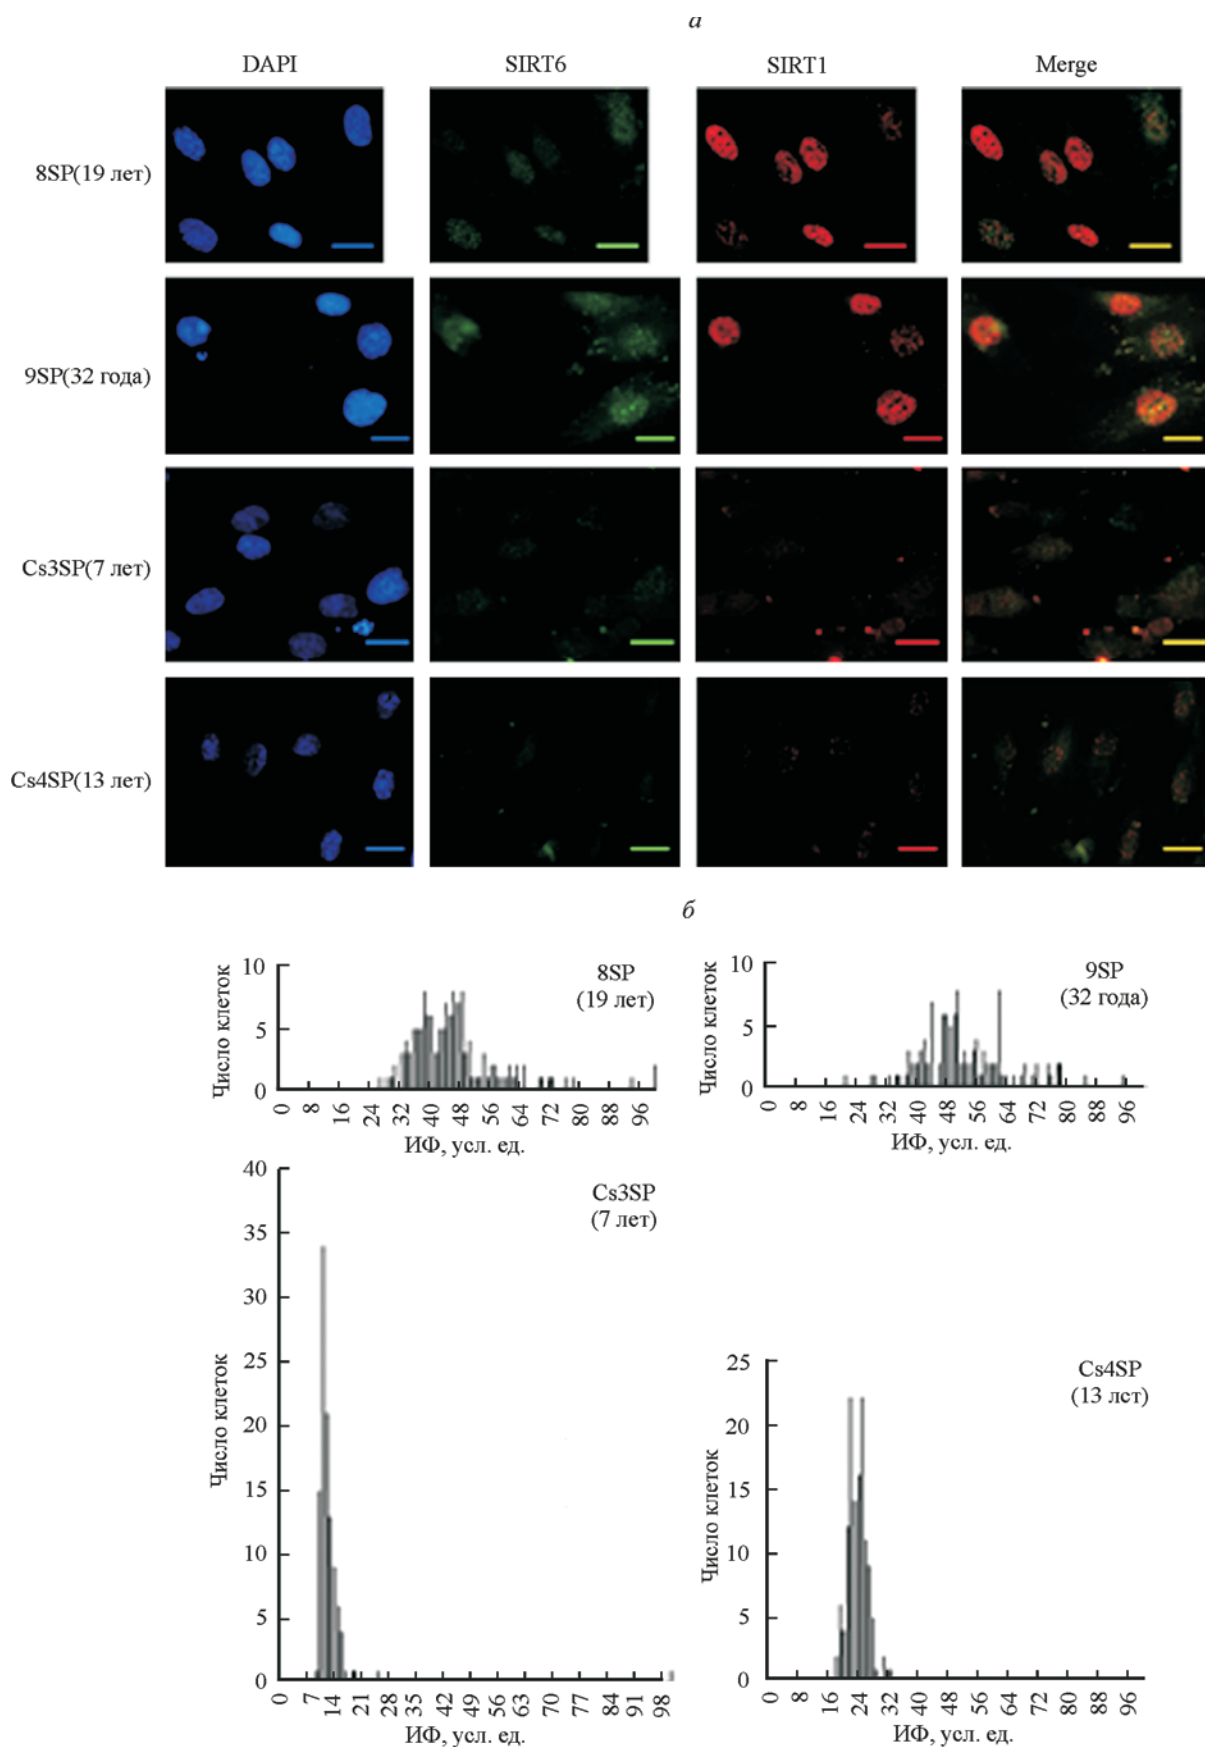 а
DAPI SIRT6 SIRT1 Merge
8SP(19 лет)
9SP(32 года)
Cs3SP(7 лет)
Cs4SP(13 лет)
б
Число клеток
10
5
0
8SP
(19 лет)
0 8 16 24 32 40 48 56 64 72 80 88 96
ИФ, усл. ед.
Число клеток
10
5
0
9SP
(32 года)
0 8 16 24 32 40 48 56 64 72 80 88 96
ИФ, усл. ед.
Число клеток
40
35
30
25
20
15
10
5
0
Cs3SP
(7 лет)
0 7 14 21 28 35 42 49 56 63 70 77 84 91 98
ИФ, усл. ед.
Число клеток
25
20
15
10
5
0
Cs4SP
(13 лет)
0 8 16 24 32 40 48 56 64 72 80 88 96
ИФ, усл. ед.